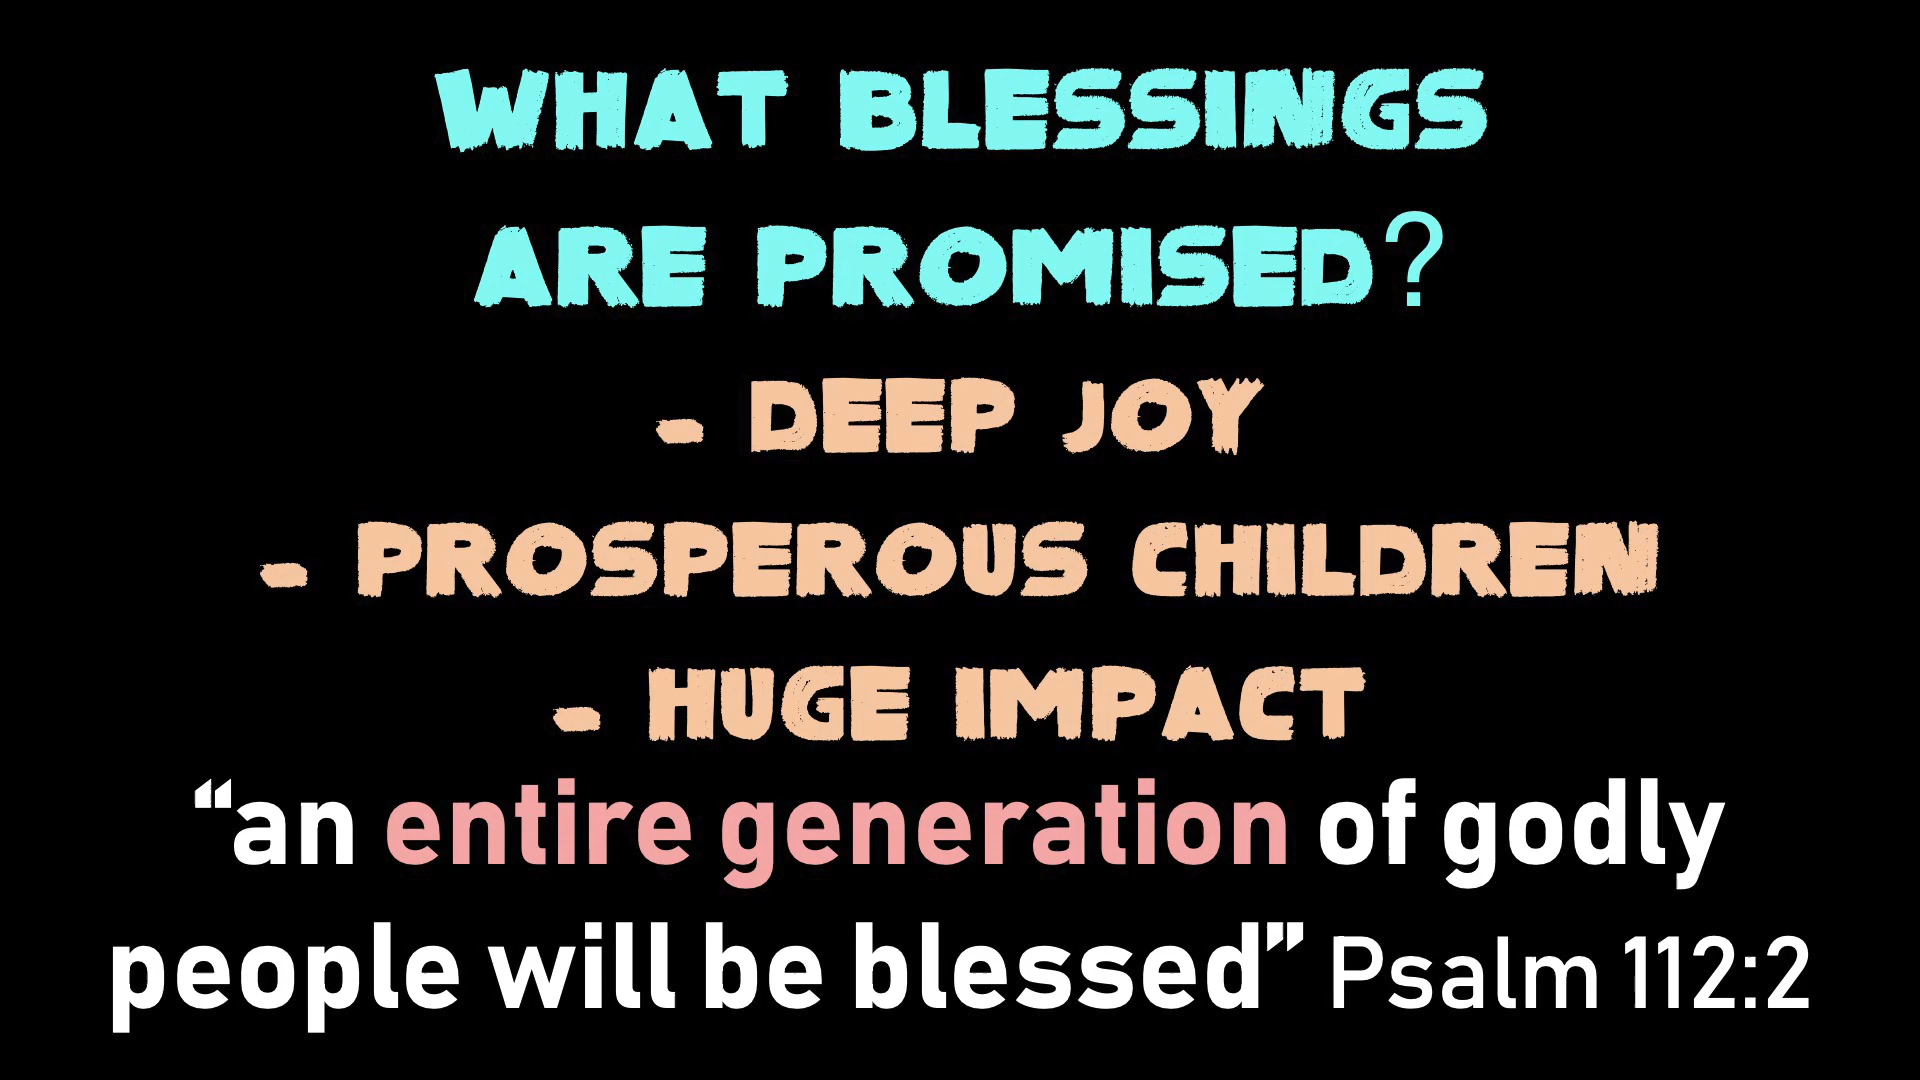 WHAT BLESSINGS
ARE PROMISED?
- DEEP JOY
- PROSPEROUS CHILDREN
- HUGE IMPACT
“an entire generation of godly
people will be blessed” Psalm 112:2